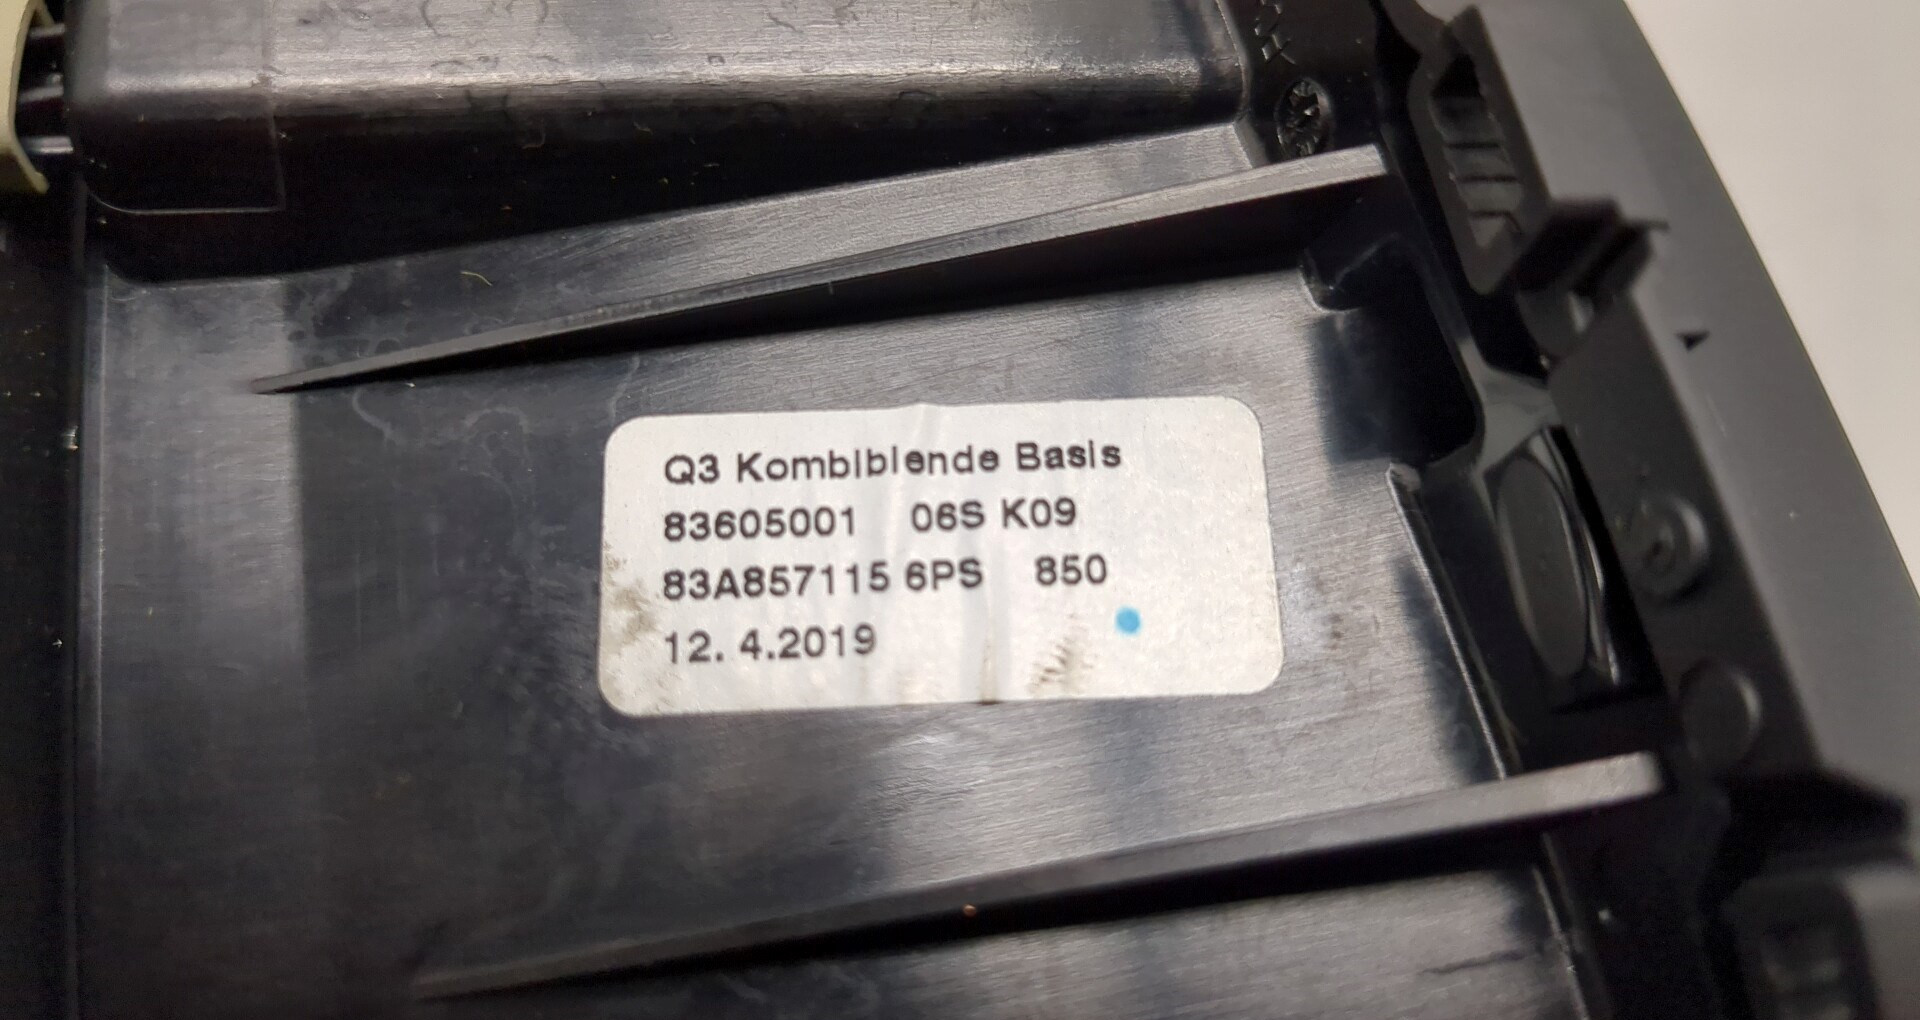 Q3 Kombiblende Basis
83605001 06S K09
83A857115 6PS 850
12. 4.2019